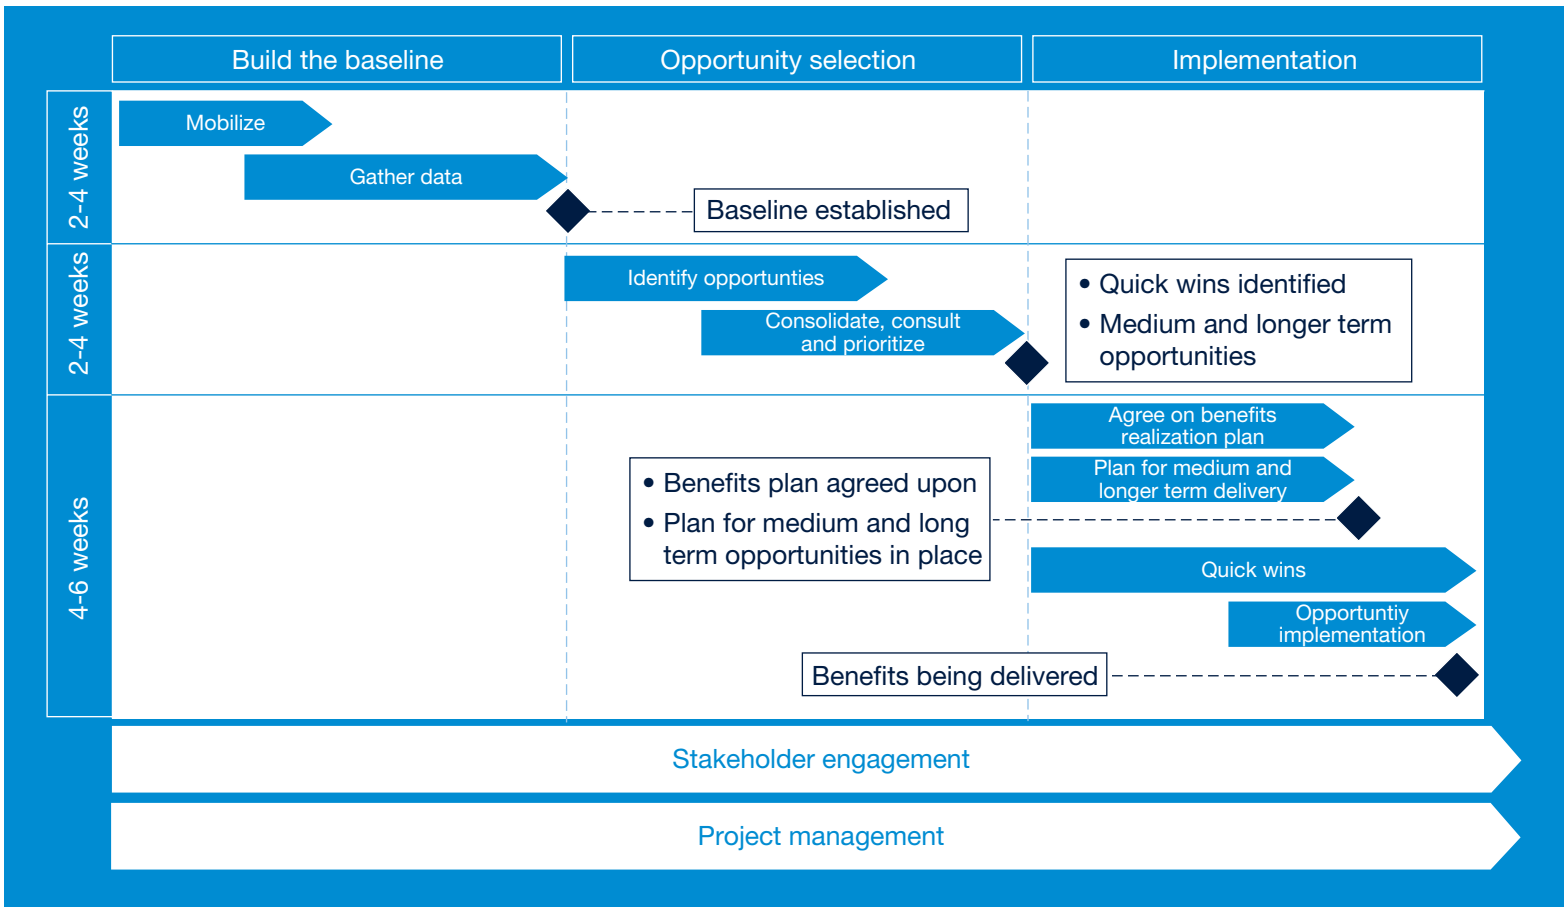 Build the baseline
Opportunity selection
Implementation
2-4 weeks
Mobilize
Gather data
Baseline established
2-4 weeks
Identify opportunties
Consolidate, consult
and prioritize
• Quick wins identified
• Medium and longer term
opportunities
4-6 weeks
Agree on benefits
realization plan
Plan for medium and
longer term delivery
• Benefits plan agreed upon
• Plan for medium and long
term opportunities in place
Quick wins
Opportuntiy
implementation
Benefits being delivered
Stakeholder engagement
Project management